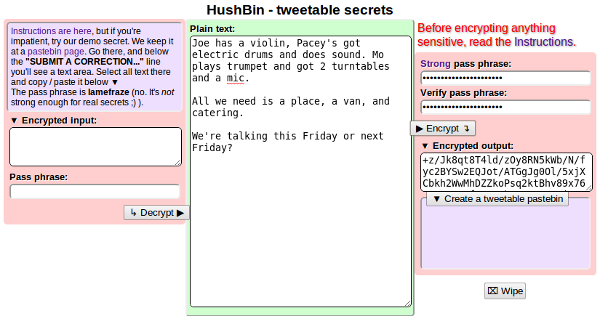 HushBin - tweetable secrets
Instructions are here, but if you're
impatient, try our demo secret. We keep it
at a pastebin page. Go there, and below
the "SUBMIT A CORRECTION..." line
you'll see a text area. Select all text there
and copy / paste it below ▼
The pass phrase is lamefraze (no. It's not
strong enough for real secrets ;) ).
▼ Encrypted input:
Pass phrase:
↳ Decrypt ▶
Plain text:
Joe has a violin, Pacey's got
electric drums and does sound. Mo
plays trumpet and got 2 turntables
and a mic.
All we need is a place, a van, and
catering.
We're talking this Friday or next
Friday?
Before encrypting anything
sensitive, read the Instructions.
Strong pass phrase:
••••••••••••••••••••••
Verify pass phrase:
••••••••••••••••••••••
▶ Encrypt ↴
▼ Encrypted output:
+z/Jk8qt8T4ld/zOy8RN5kWb/N/f
yc2BYSw2EQJot/ATGgJg0Ol/5xjX
Cbkh2WwMhDZZkoPsq2ktBhv89x76
▼ Create a tweetable pastebin
⌧ Wipe